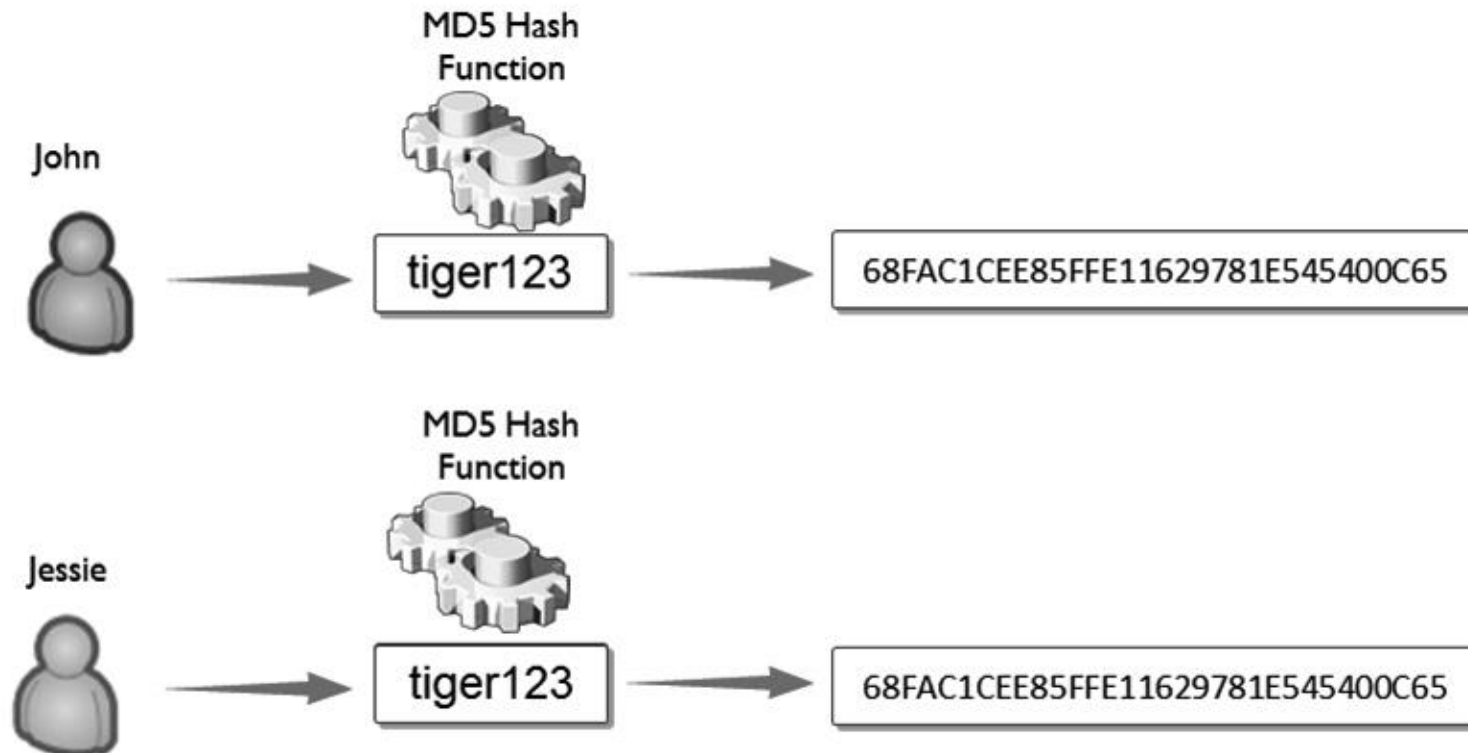 MD5 Hash
Function
John
tiger123
68FAC1CEE85FFE11629781E545400C65
MD5 Hash
Function
Jessie
tiger123
68FAC1CEE85FFE11629781E545400C65